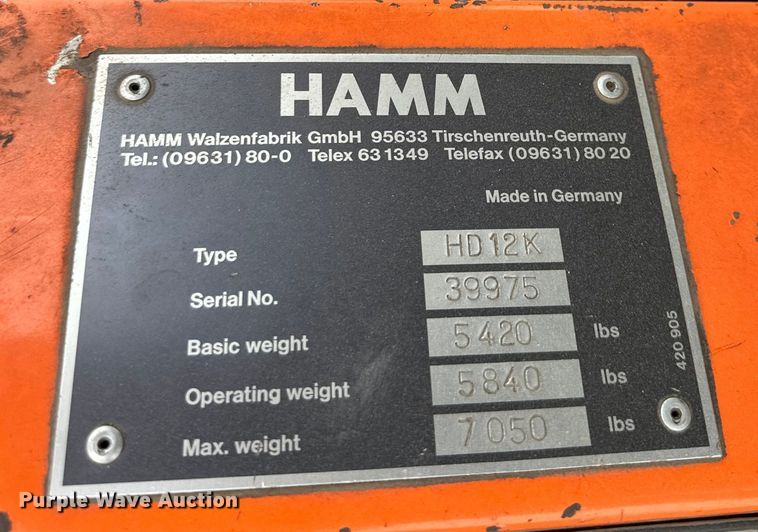 HAMM
HAMM Walzenfabrik GmbH 95633 Tirschenreuth-Germany
Tel.: (09631) 80-0 Telex 63 1349 Telefax (09631) 80 20
Made in Germany
Type HD12K
Serial No. 39975
Basic weight 5420 lbs
Operating weight 5840 lbs
Max. weight 7050 lbs
420 905
Purple Wave Auction